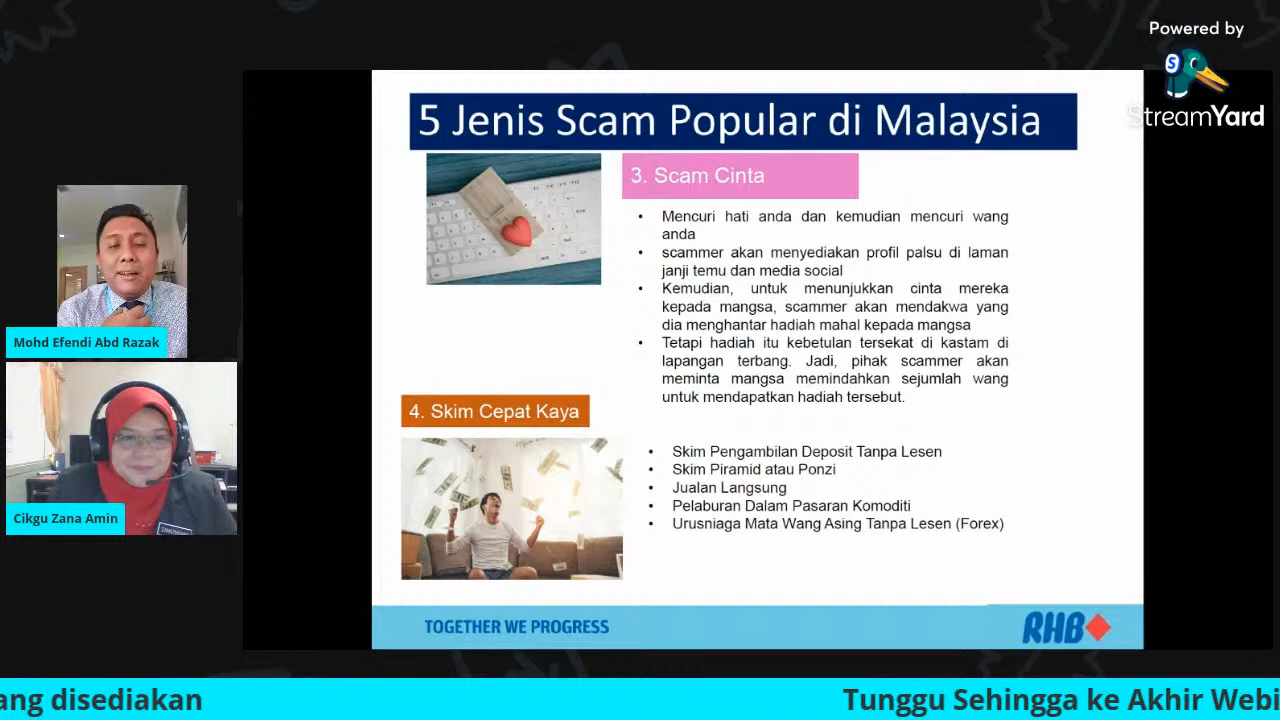 Powered by
StreamYard
5 Jenis Scam Popular di Malaysia
3. Scam Cinta
• Mencuri hati anda dan kemudian mencuri wang
anda
• scammer akan menyediakan profil palsu di laman
janji temu dan media social
• Kemudian, untuk menunjukkan cinta mereka
kepada mangsa, scammer akan mendakwa yang
dia menghantar hadiah mahal kepada mangsa
• Tetapi hadiah itu kebetulan tersekat di kastam di
lapangan terbang. Jadi, pihak scammer akan
meminta mangsa memindahkan sejumlah wang
untuk mendapatkan hadiah tersebut.
4. Skim Cepat Kaya
• Skim Pengambilan Deposit Tanpa Lesen
• Skim Piramid atau Ponzi
• Jualan Langsung
• Pelaburan Dalam Pasaran Komoditi
• Urusniaga Mata Wang Asing Tanpa Lesen (Forex)
TOGETHER WE PROGRESS
RHB
Mohd Efendi Abd Razak
Cikgu Zana Amin
ang disediakan
Tunggu Sehingga ke Akhir Webi